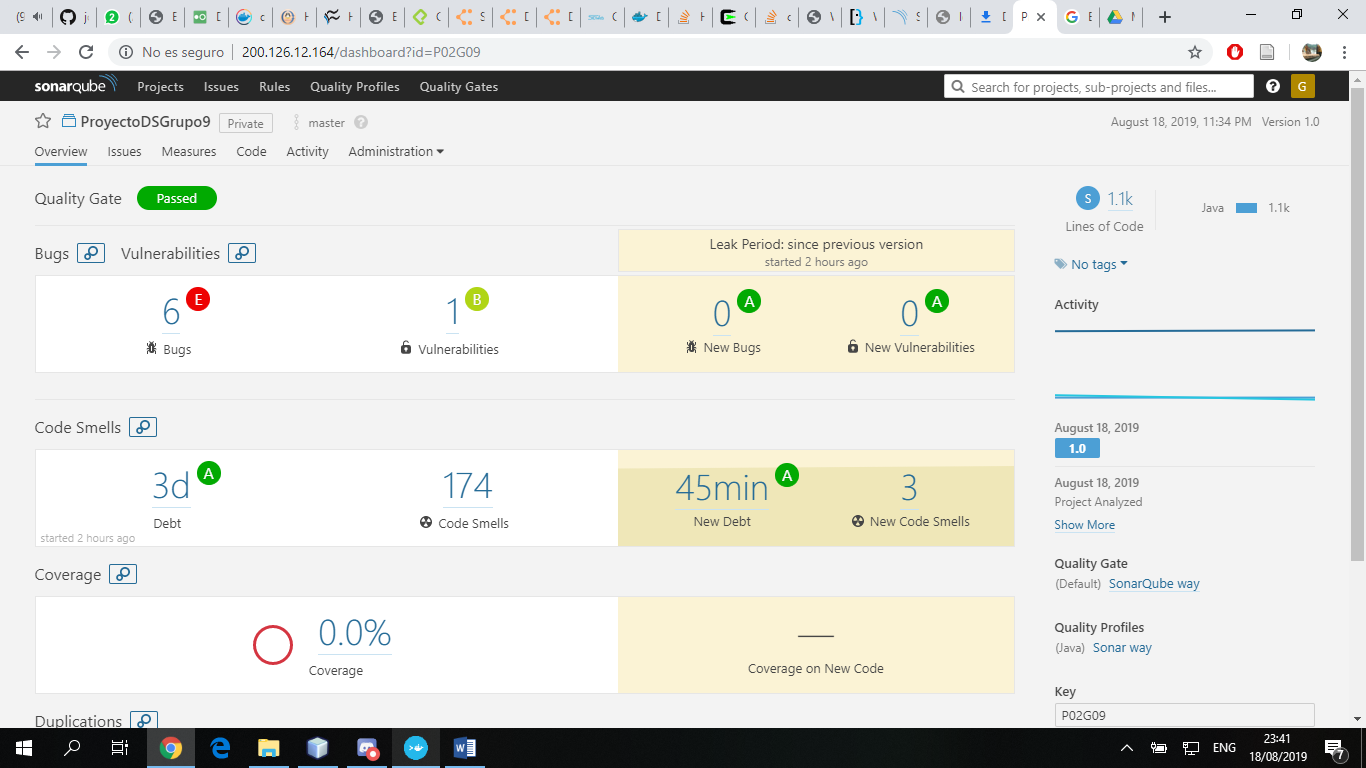 No es seguro 200.126.12.164/dashboard?id=P02G09
sonarqube Projects Issues Rules Quality Profiles Quality Gates Search for projects, sub-projects and files... ? G
ProyectoDSGrupo9 Private master ? August 18, 2019, 11:34 PM Version 1.0
Overview Issues Measures Code Activity Administration
Quality Gate Passed
Bugs Vulnerabilities
Leak Period: since previous version
started 2 hours ago
6 E
Bugs
1 B
Vulnerabilities
0 A
New Bugs
0 A
New Vulnerabilities
Code Smells
3d A
Debt
174
Code Smells
started 2 hours ago
45min A
New Debt
3
New Code Smells
Coverage
0.0%
Coverage
Coverage on New Code
Duplications
S 1.1k
Lines of Code
Java 1.1k
No tags
Activity
August 18, 2019
1.0
August 18, 2019
Project Analyzed
Show More
Quality Gate
(Default) SonarQube way
Quality Profiles
(Java) Sonar way
Key
P02G09
ENG
23:41
18/08/2019
7